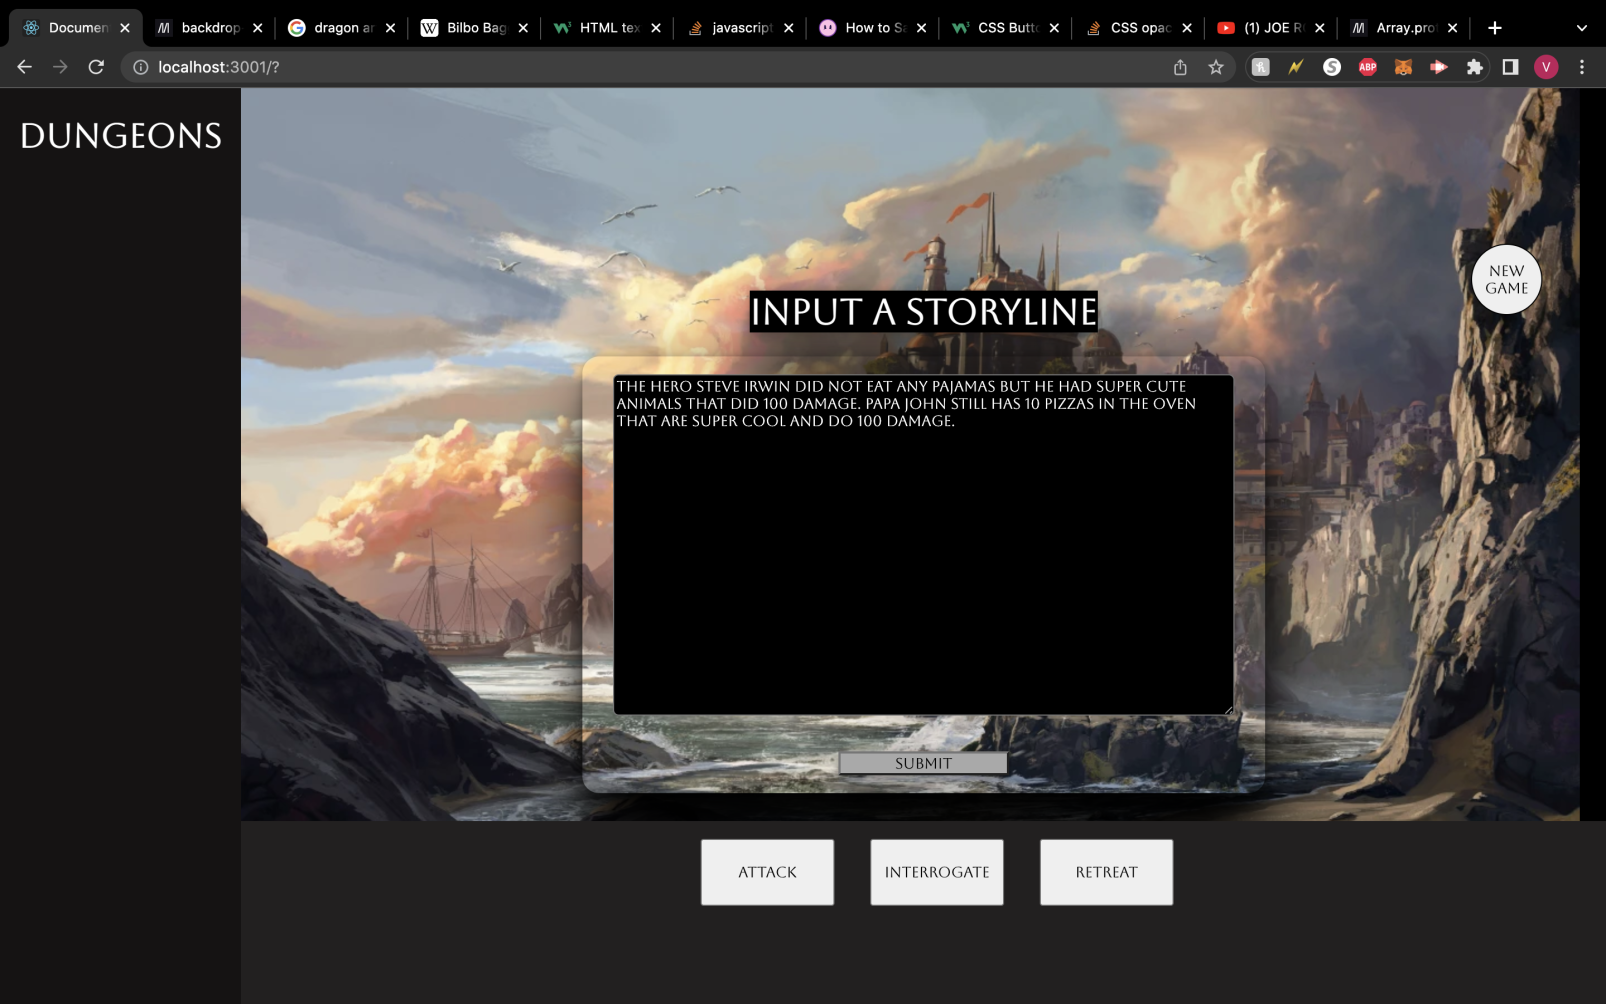 Documen
backdrop
dragon ar
Bilbo Bag
HTML tex
javascript
How to Sa
CSS Butto
CSS opac
(1) JOE R
Array.pro
localhost:3001/?
ABP
V
DUNGEONS
NEW
GAME
INPUT A STORYLINE
THE HERO STEVE IRWIN DID NOT EAT ANY PAJAMAS BUT HE HAD SUPER CUTE
ANIMALS THAT DID 100 DAMAGE. PAPA JOHN STILL HAS 10 PIZZAS IN THE OVEN
THAT ARE SUPER COOL AND DO 100 DAMAGE.
SUBMIT
ATTACK
INTERROGATE
RETREAT